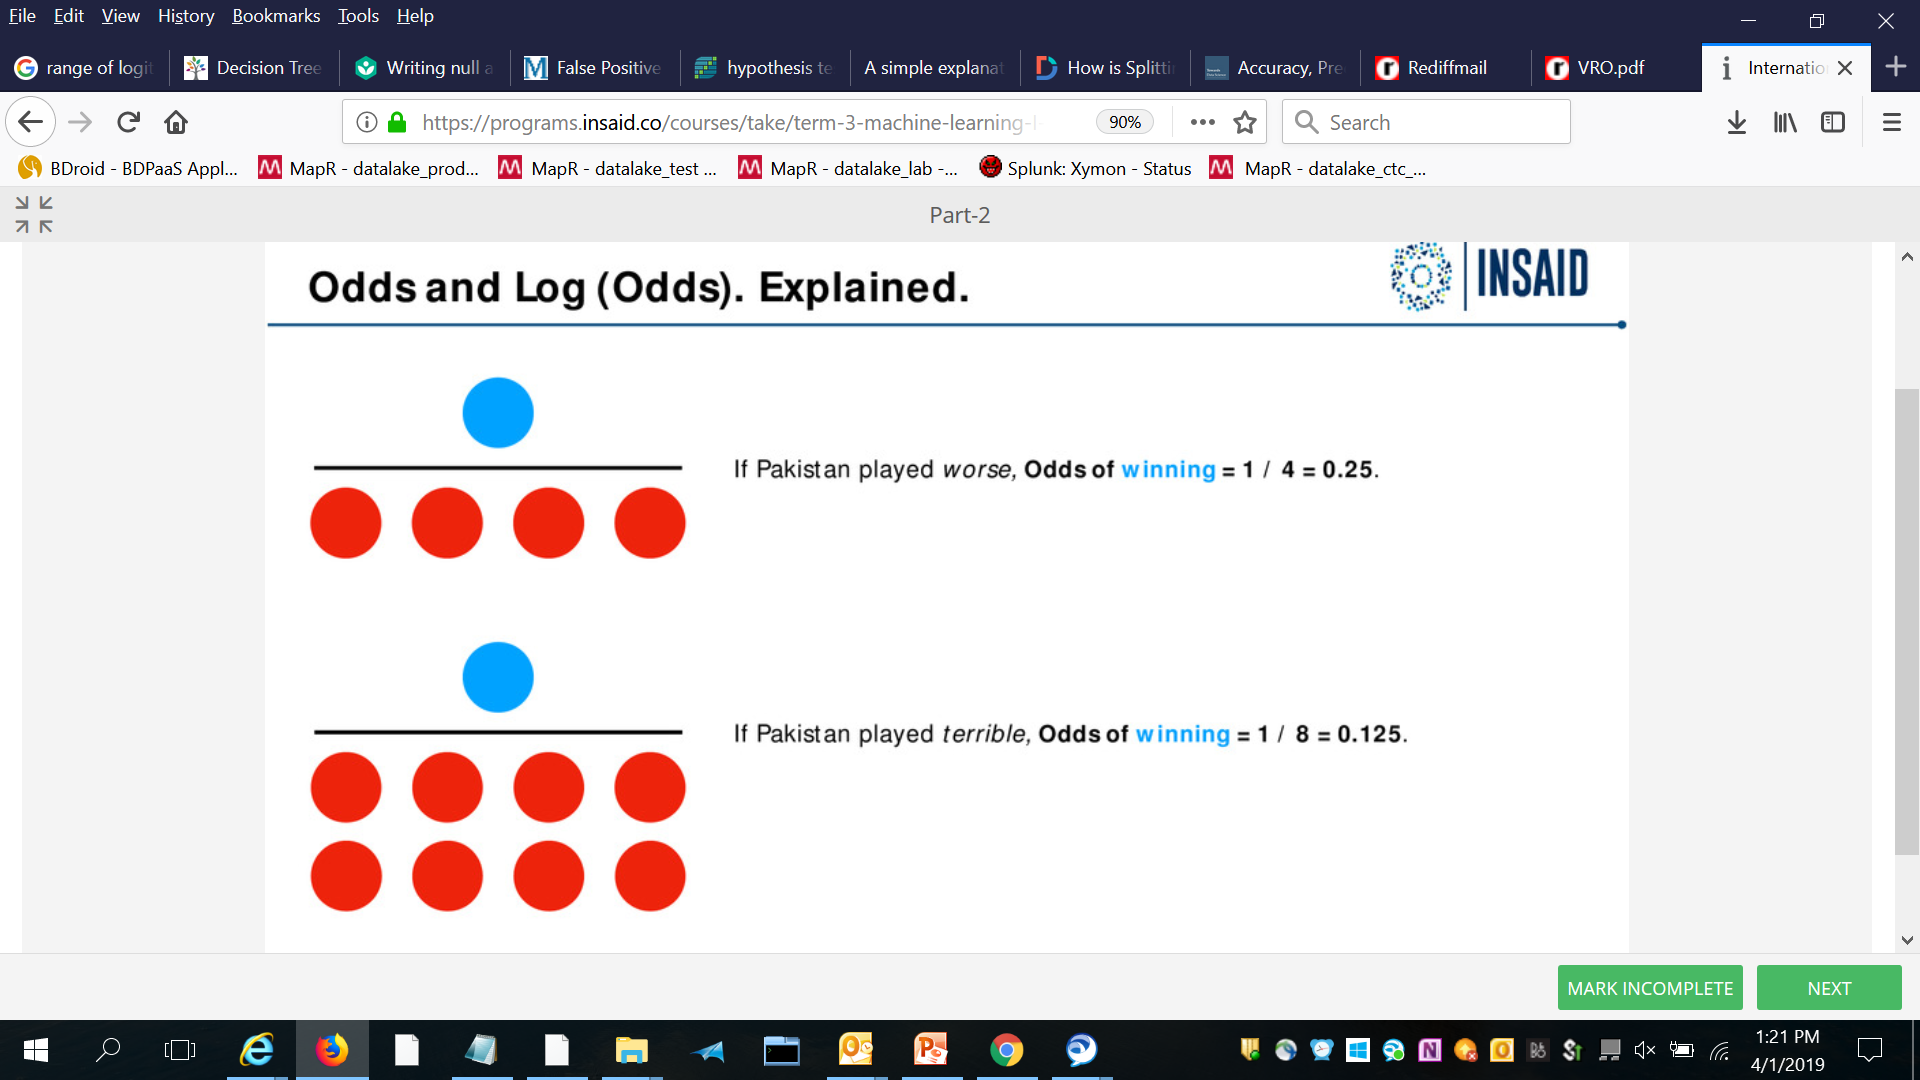 File Edit View History Bookmarks Tools Help
range of logit Decision Tree Writing null a False Positive hypothesis te A simple explanat How is Splitti Accuracy, Pre Rediffmail VRO.pdf Internatio
https://programs.insaid.co/courses/take/term-3-machine-learning-l 90% Search
BDroid - BDPaaS Appl... MapR - datalake_prod... MapR - datalake_test ... MapR - datalake_lab -... Splunk: Xymon - Status MapR - datalake_ctc_...
Part-2
Odds and Log (Odds). Explained.
INSAID
If Pakistan played worse, Odds of winning = 1 / 4 = 0.25.
If Pakistan played terrible, Odds of winning = 1 / 8 = 0.125.
MARK INCOMPLETE NEXT
1:21 PM
4/1/2019